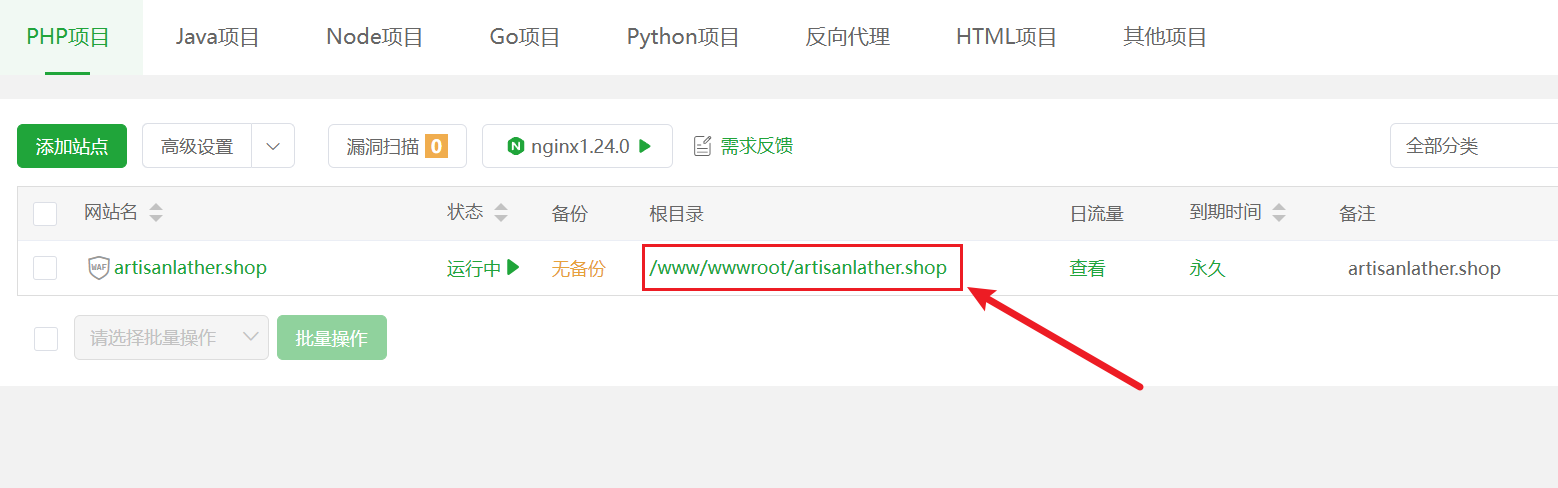 PHP项目 Java项目 Node项目 Go项目 Python项目 反向代理 HTML项目 其他项目
添加站点 高级设置 漏洞扫描 0 nginx1.24.0 需求反馈 全部分类
网站名 状态 备份 根目录 日流量 到期时间 备注
WAF artisanlather.shop 运行中 无备份 /www/wwwroot/artisanlather.shop 查看 永久 artisanlather.shop
请选择批量操作 批量操作